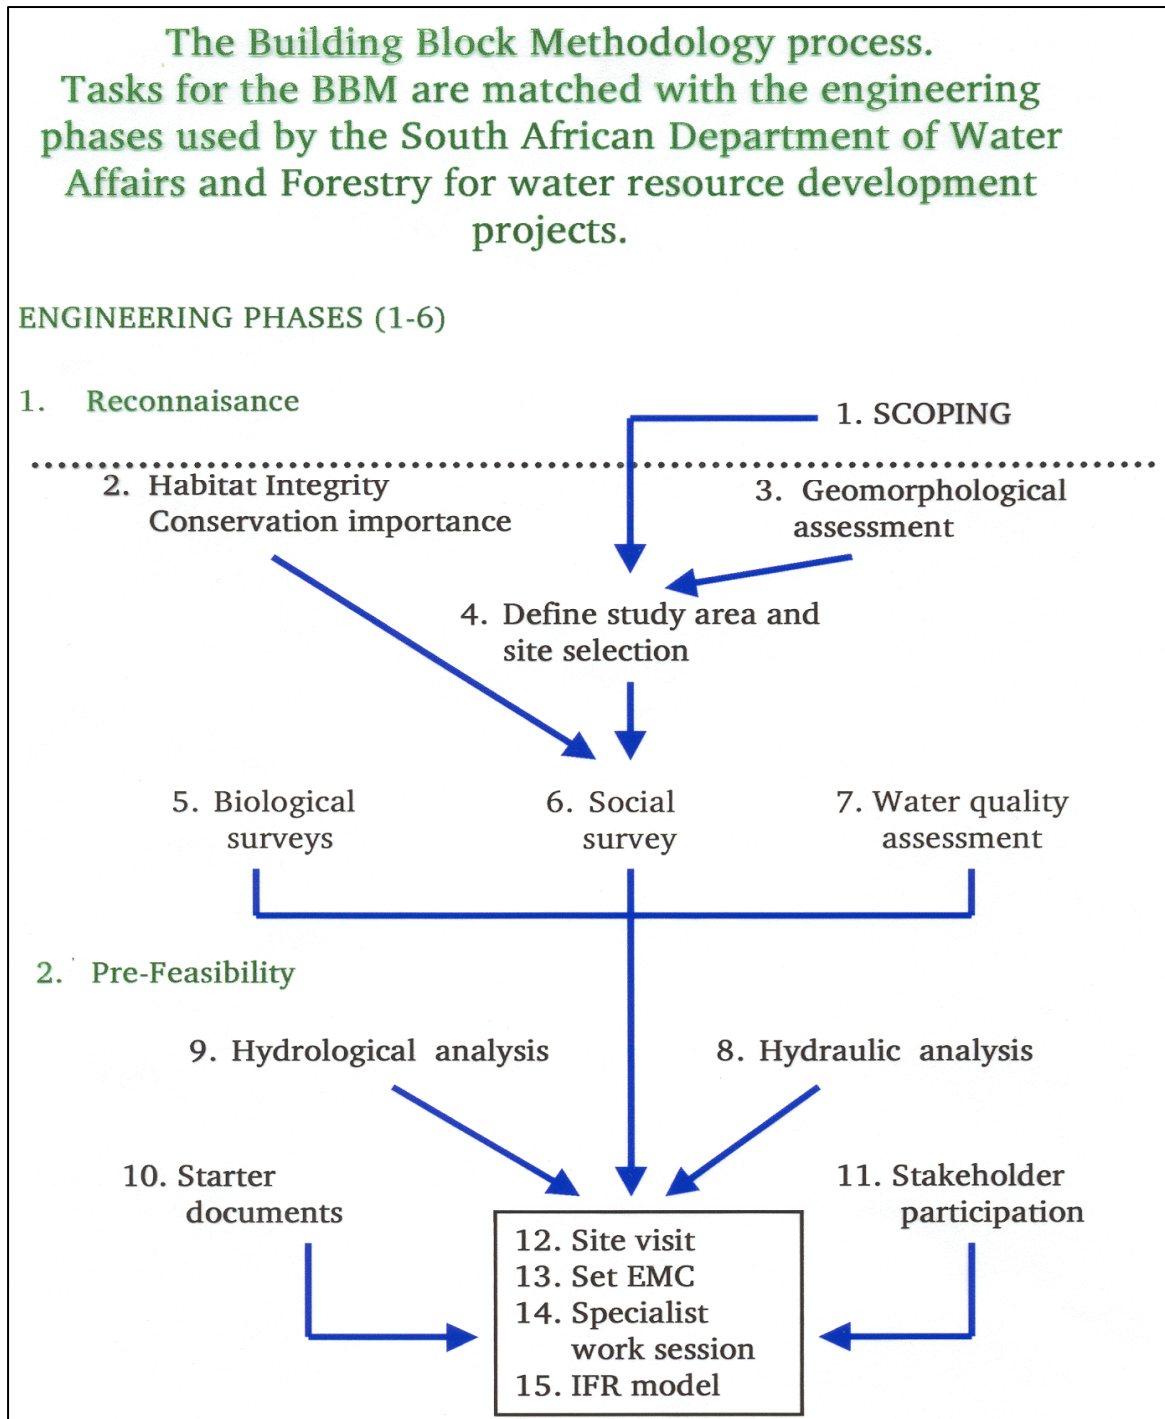 The Building Block Methodology process.
Tasks for the BBM are matched with the engineering
phases used by the South African Department of Water
Affairs and Forestry for water resource development
projects.
ENGINEERING PHASES (1-6)
1. Reconnaisance
1. SCOPING
2. Habitat Integrity
Conservation importance
3. Geomorphological
assessment
4. Define study area and
site selection
5. Biological
surveys
6. Social
survey
7. Water quality
assessment
2. Pre-Feasibility
9. Hydrological analysis
8. Hydraulic analysis
10. Starter
documents
11. Stakeholder
participation
12. Site visit
13. Set EMC
14. Specialist
work session
15. IFR model